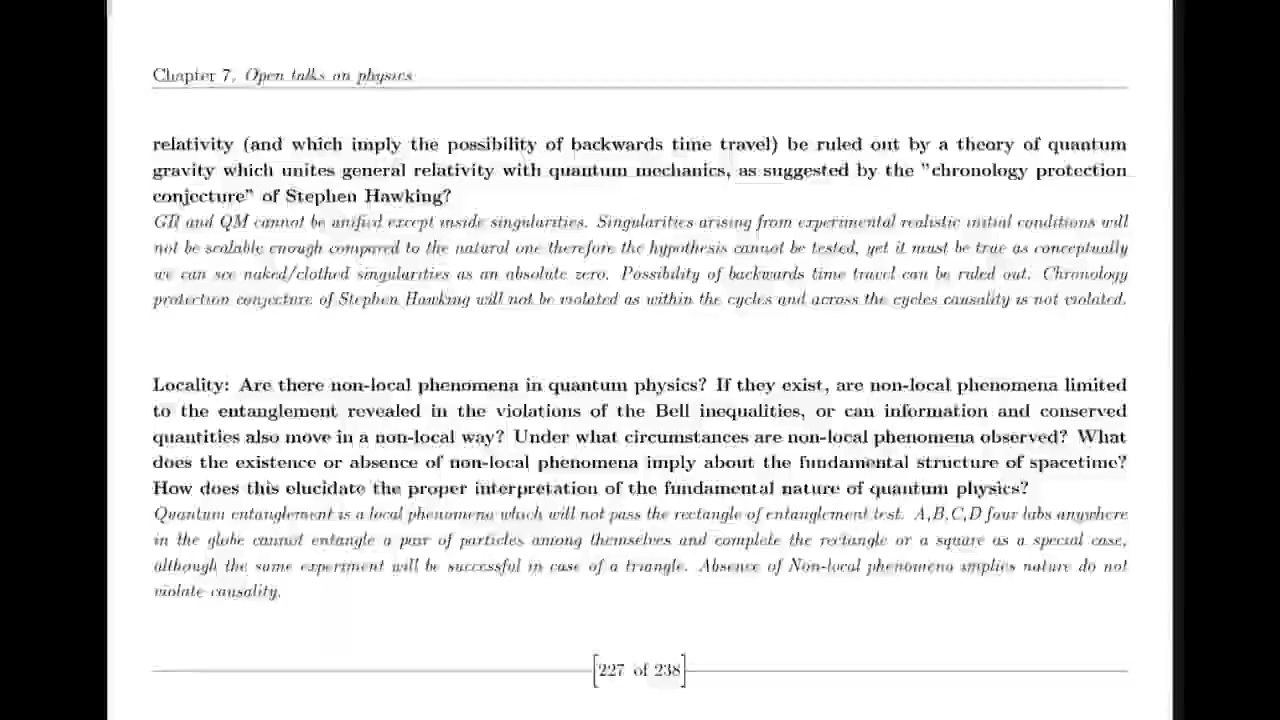 Chapter 7. Open talks on physics
relativity (and which imply the possibility of backwards time travel) be ruled out by a theory of quantum
gravity which unites general relativity with quantum mechanics, as suggested by the "chronology protection
conjecture" of Stephen Hawking?
GR and QM cannot be unified except inside singularities. Singularities arising from experimental realistic initial conditions will
not be scalable enough compared to the natural one therefore the hypothesis cannot be tested, yet it must be true as conceptually
we can see naked/clothed singularities as an absolute zero. Possibility of backwards time travel can be ruled out. Chronology
protection conjecture of Stephen Hawking will not be violated as within the cycles and across the cycles causality is not violated.
Locality: Are there non-local phenomena in quantum physics? If they exist, are non-local phenomena limited
to the entanglement revealed in the violations of the Bell inequalities, or can information and conserved
quantities also move in a non-local way? Under what circumstances are non-local phenomena observed? What
does the existence or absence of non-local phenomena imply about the fundamental structure of spacetime?
How does this elucidate the proper interpretation of the fundamental nature of quantum physics?
Quantum entanglement is a local phenomena which will not pass the rectangle of entanglement test. A,B,C,D four labs anywhere
in the globe cannot entangle a pair of particles among themselves and complete the rectangle or a square as a special case,
although the same experiment will be successful in case of a triangle. Absence of Non-local phenomena implies nature do not
violate causality.
227 of 238